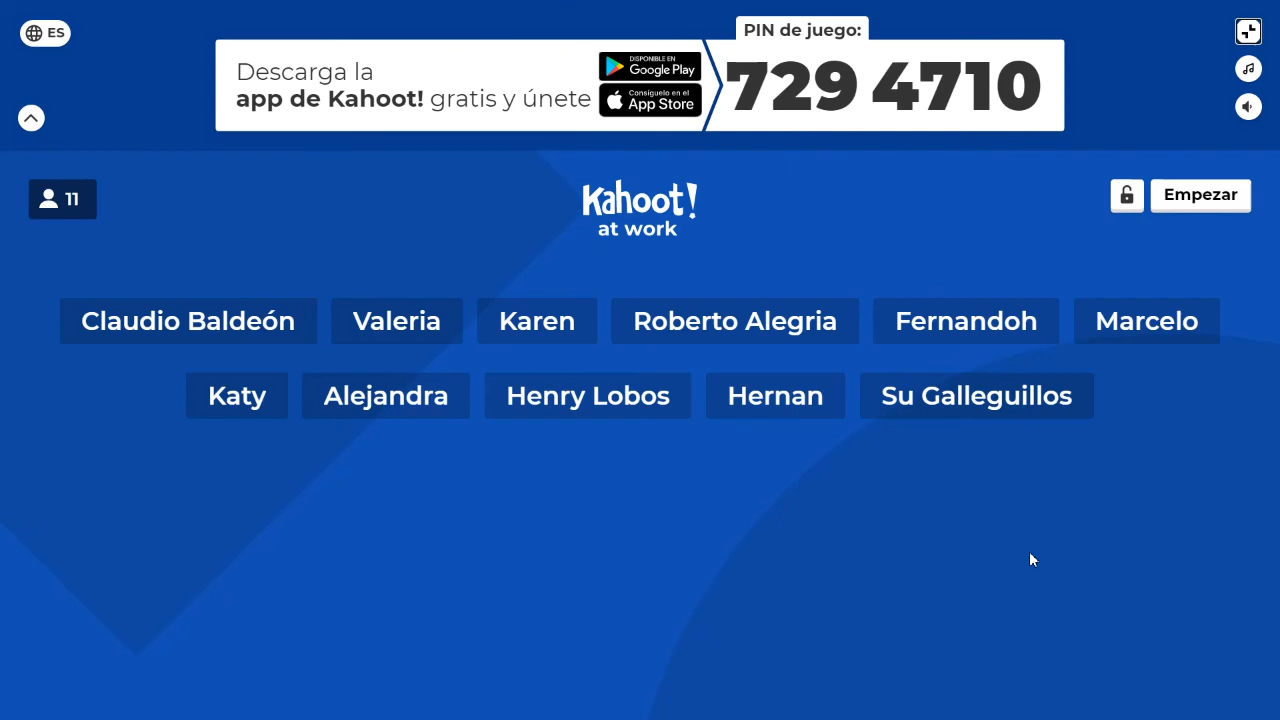 ES
PIN de juego:
Descarga la
app de Kahoot! gratis y únete
DISPONIBLE EN
Google Play
Consíguelo en el
App Store
729 4710
11
Kahoot!
at work
Empezar
Claudio Baldeón Valeria Karen Roberto Alegria Fernandoh Marcelo
Katy Alejandra Henry Lobos Hernan Su Galleguillos